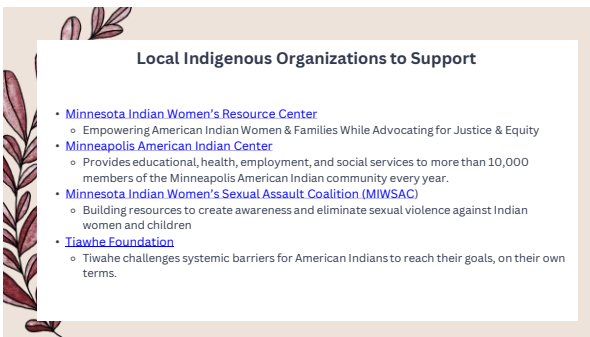 Local Indigenous Organizations to Support
• Minnesota Indian Women's Resource Center
◦ Empowering American Indian Women & Families While Advocating for Justice & Equity
• Minneapolis American Indian Center
◦ Provides educational, health, employment, and social services to more than 10,000
members of the Minneapolis American Indian community every year.
• Minnesota Indian Women's Sexual Assault Coalition (MIWSAC)
◦ Building resources to create awareness and eliminate sexual violence against Indian
women and children
• Tiawhe Foundation
◦ Tiwahe challenges systemic barriers for American Indians to reach their goals, on their own
terms.